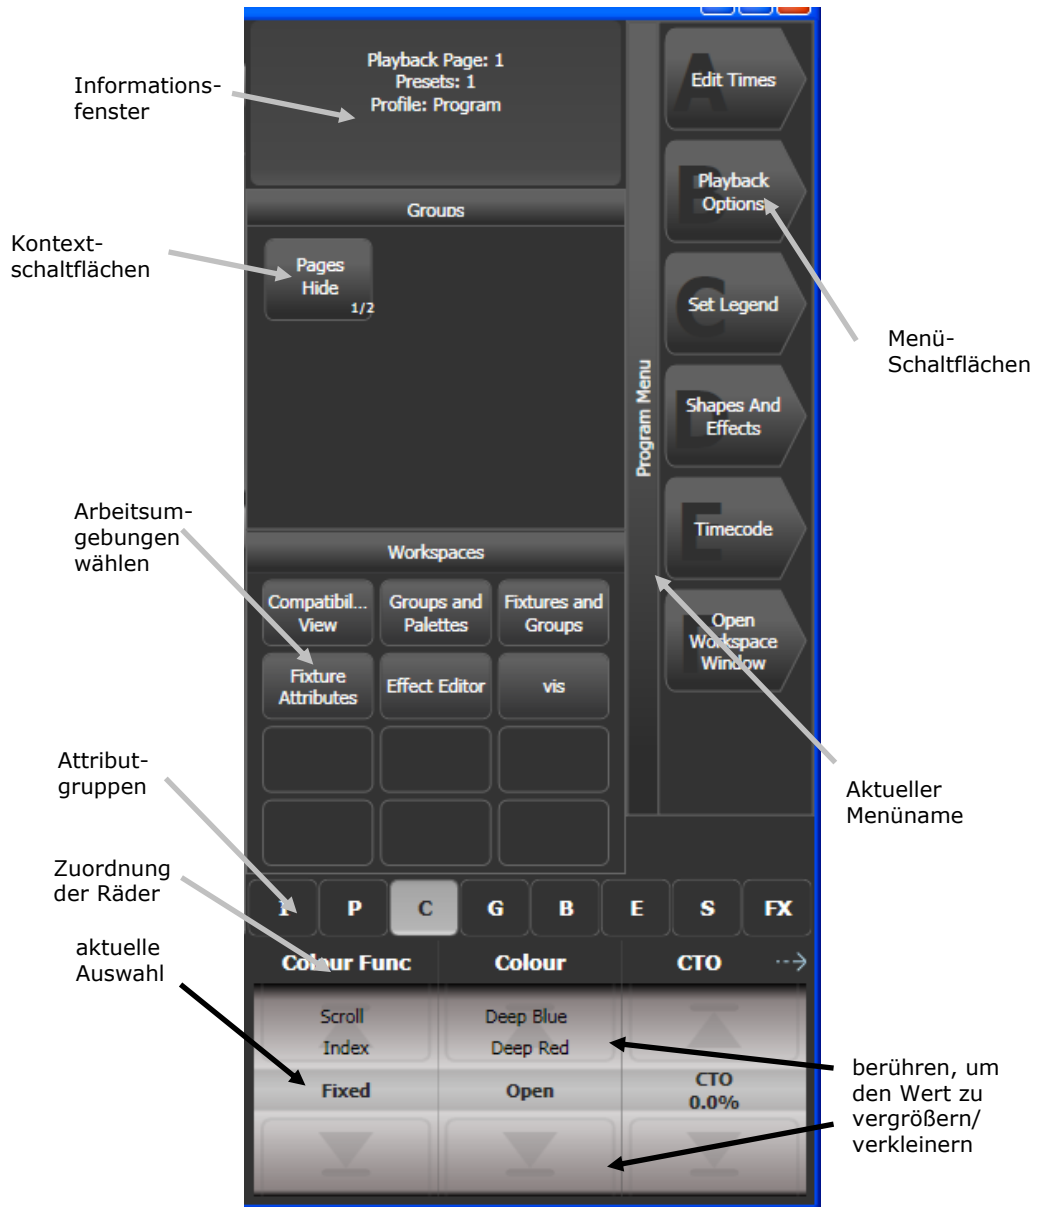 Informations-
fenster
Kontext-
schaltflächen
Arbeitsum-
gebungen
wählen
Attribut-
gruppen
Zuordnung
der Räder
aktuelle
Auswahl
Playback Page: 1
Presets: 1
Profile: Program
Groups
Pages
Hide
1/2
Workspaces
Compatibil...
View
Groups and
Palettes
Fixtures and
Groups
Fixture
Attributes
Effect Editor
vis
Program Menu
A
Edit Times
B
Playback
Options
C
Set Legend
D
Shapes And
Effects
E
Timecode
F
Open
Workspace
Window
I P C G B E S FX
Colour Func Colour CTO
Scroll
Index
Fixed
Deep Blue
Deep Red
Open
CTO
0.0%
Menü-
Schaltflächen
Aktueller
Menüname
berühren, um
den Wert zu
vergrößern/
verkleinern